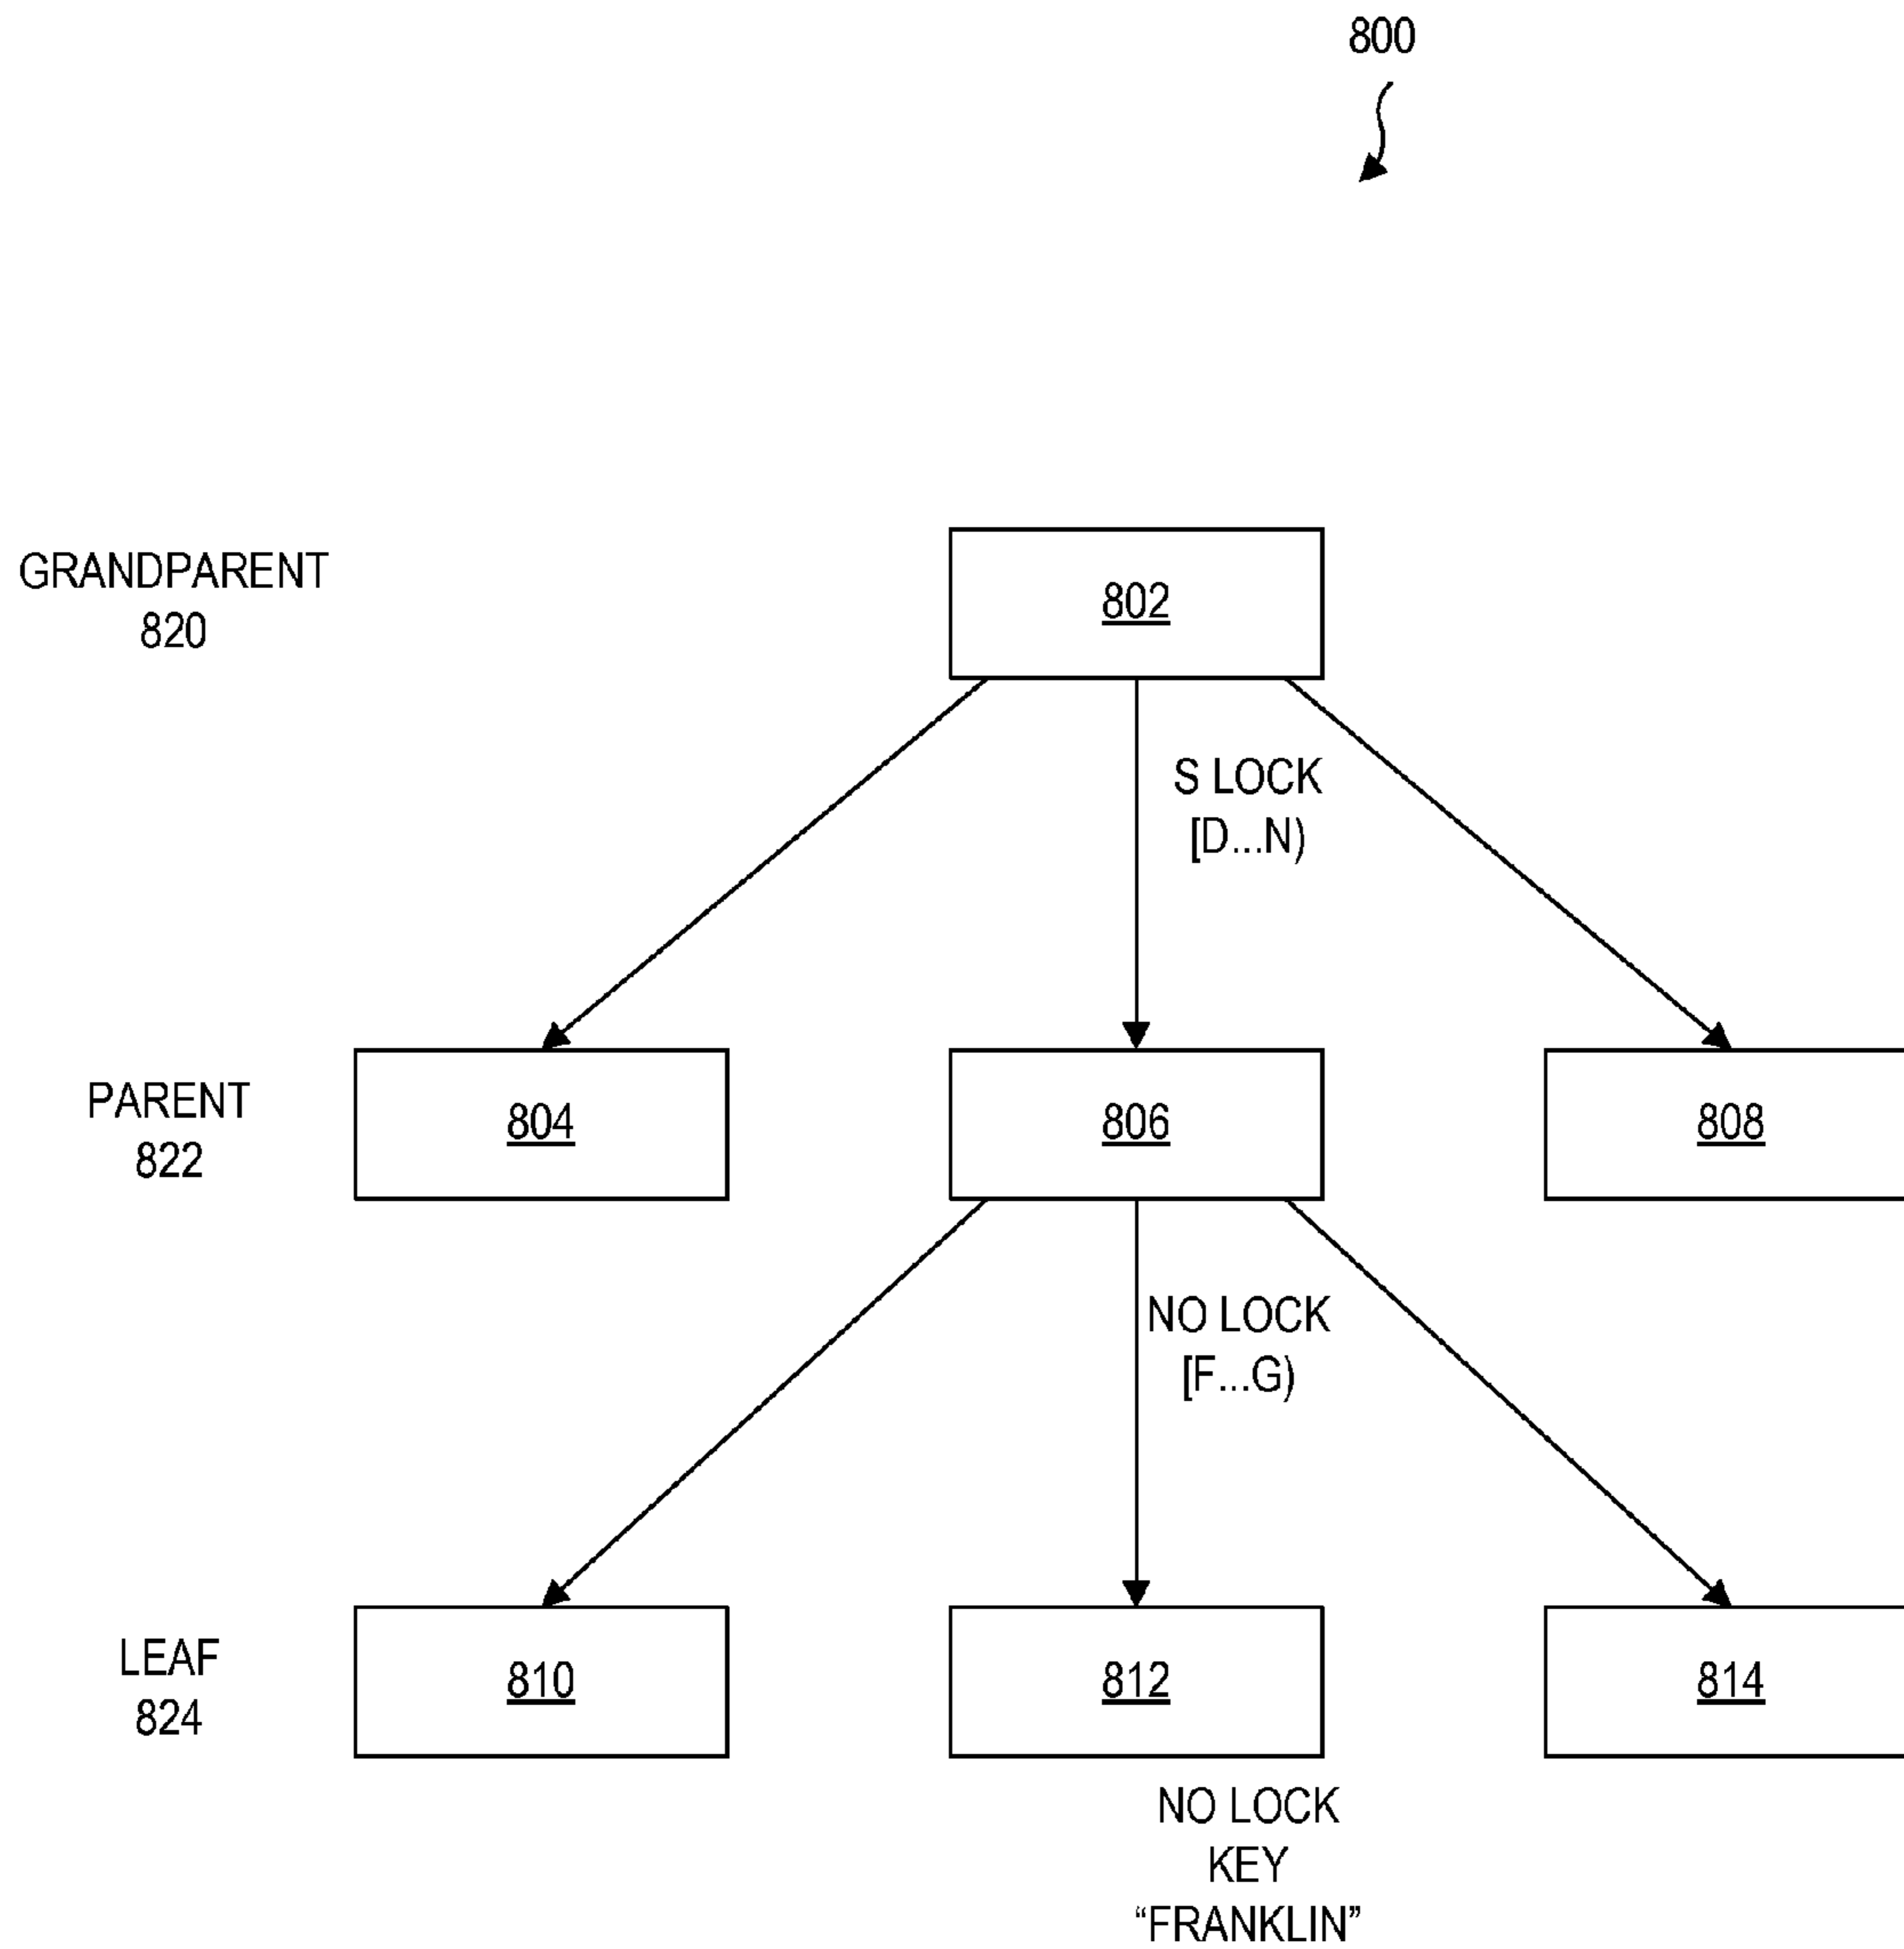 800
GRANDPARENT
820
802
S LOCK
[D...N)
PARENT
822
804
806
808
NO LOCK
[F...G)
LEAF
824
810
812
814
NO LOCK
KEY
“FRANKLIN”